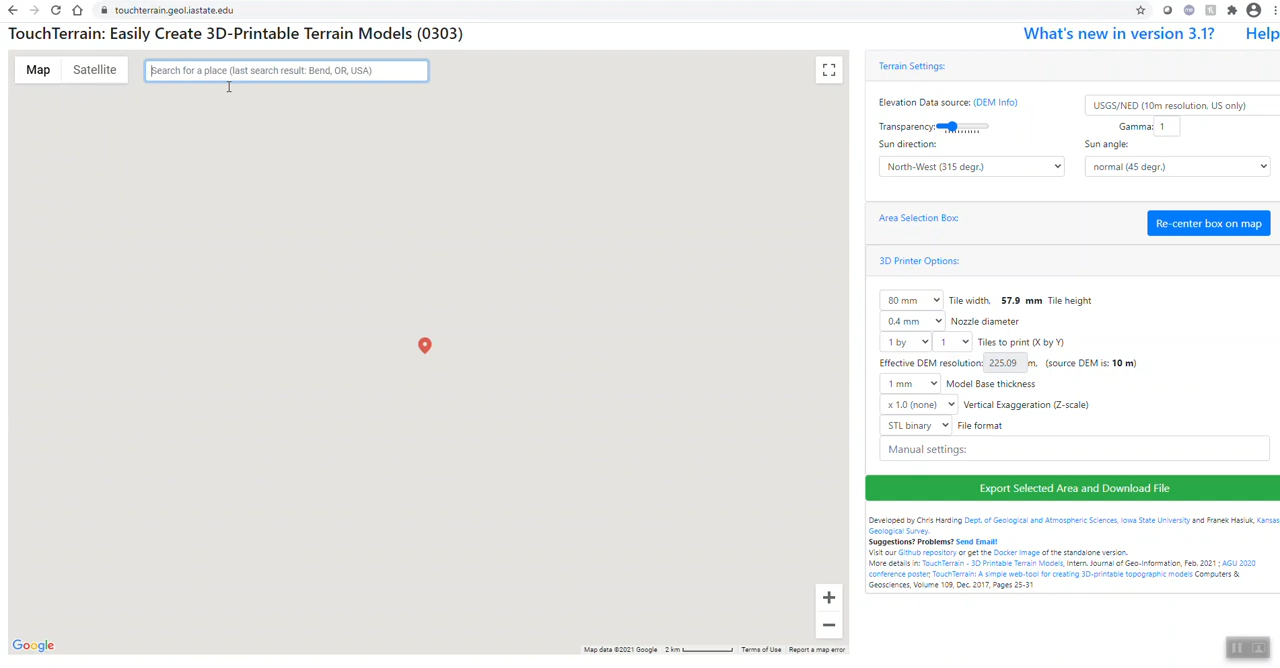 touchterrain.geol.iastate.edu
TouchTerrain: Easily Create 3D-Printable Terrain Models (0303)
What's new in version 3.1?
Help
Map
Satellite
Search for a place (last search result: Bend, OR, USA)
Google
Map data ©2021 Google
2 km
Terms of Use
Report a map error
Terrain Settings:
Elevation Data source: (DEM Info)
USGS/NED (10m resolution, US only)
Transparency:
Gamma: 1
Sun direction:
Sun angle:
North-West (315 degr.)
normal (45 degr.)
Area Selection Box:
Re-center box on map
3D Printer Options:
80 mm Tile width, 57.9 mm Tile height
0.4 mm Nozzle diameter
1 by 1 Tiles to print (X by Y)
Effective DEM resolution: 225.09 m, (source DEM is: 10 m)
1 mm Model Base thickness
x 1.0 (none) Vertical Exaggeration (Z-scale)
STL binary File format
Manual settings:
Export Selected Area and Download File
Developed by Chris Harding Dept. of Geological and Atmospheric Sciences, Iowa State University and Franek Hasiuk, Kansas
Geological Survey.
Suggestions? Problems? Send Email!
Visit our Github repository or get the Docker Image of the standalone version.
More details in: TouchTerrain - 3D Printable Terrain Models, Intern. Journal of Geo-Information, Feb. 2021 ; AGU 2020
conference poster; TouchTerrain: A simple web-tool for creating 3D-printable topographic models Computers &
Geosciences, Volume 109, Dec. 2017, Pages 25-31